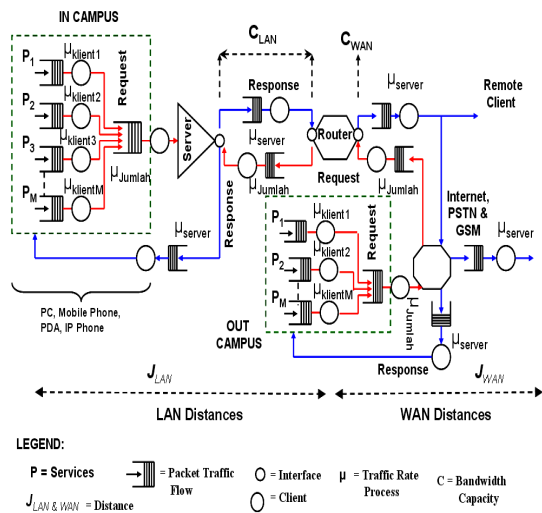 IN CAMPUS
P1
μklient1
P2
μklient2
P3
μklient3
PM
μklientM
Request
μJumlah
Server
CLAN
CWAN
Response
μserver
μJumlah
Router
Request
μserver
Remote
Client
μJumlah
Response
μserver
Internet,
PSTN &
GSM
μserver
P1
μklient1
P2
μklient2
PM
μklientM
Request
μJumlah
OUT
CAMPUS
μserver
Response
PC, Mobile Phone,
PDA, IP Phone
JLAN
JWAN
LAN Distances
WAN Distances
LEGEND:
P = Services
= Packet Traffic
Flow
= Interface
= Client
μ = Traffic Rate
Process
C = Bandwidth
Capacity
JLAN & WAN = Distance